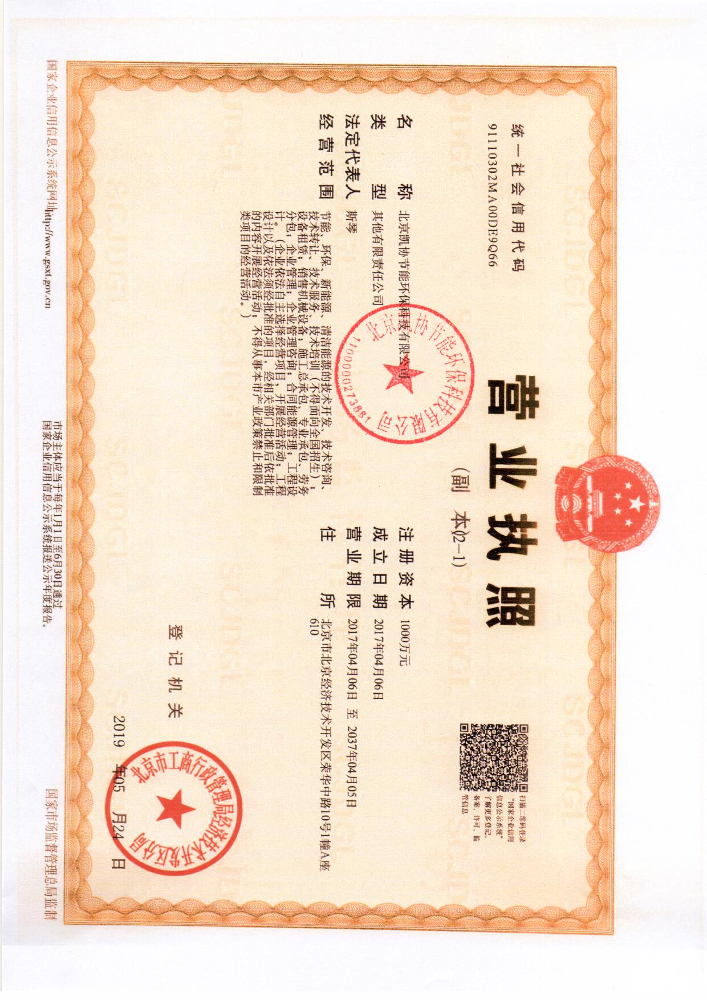 统一社会信用代码
91110302MA00DE9Q66
营业执照
（副 本）(2-1)
扫描二维码登录
“国家企业信用
信息公示系统”
了解更多登记、
备案、许可、监
管信息
名称 北京凯协节能环保科技有限公司
类型 其他有限责任公司
法定代表人 斯琴
经营范围 节能、环保、新能源、清洁能源的技术开发、技术咨询、
技术转让、技术服务、技术培训（不得面向全国招生）；
设备租赁；销售机械设备；施工总承包、专业承包、劳务
分包；企业管理；企业管理咨询；合同能源管理；工程设
计。（企业依法自主选择经营项目，开展经营活动；工程
设计以及依法须经批准的项目，经相关部门批准后依批准
的内容开展经营活动；不得从事本市产业政策禁止和限制
类项目的经营活动。）
注册资本 1000万元
成立日期 2017年04月06日
营业期限 2017年04月06日 至 2037年04月05日
住所 北京市北京经济技术开发区荣华中路10号1幢A座
610
北京凯协节能环保科技有限公司
1100000273881
登记机关
北京市工商行政管理局经济技术开发区分局
2019 年05 月24 日
国家企业信用信息公示系统网址http://www.gsxt.gov.cn
市场主体应当于每年1月1日至6月30日通过
国家企业信用信息公示系统报送公示年度报告。
国家市场监督管理总局监制
SCJDGL